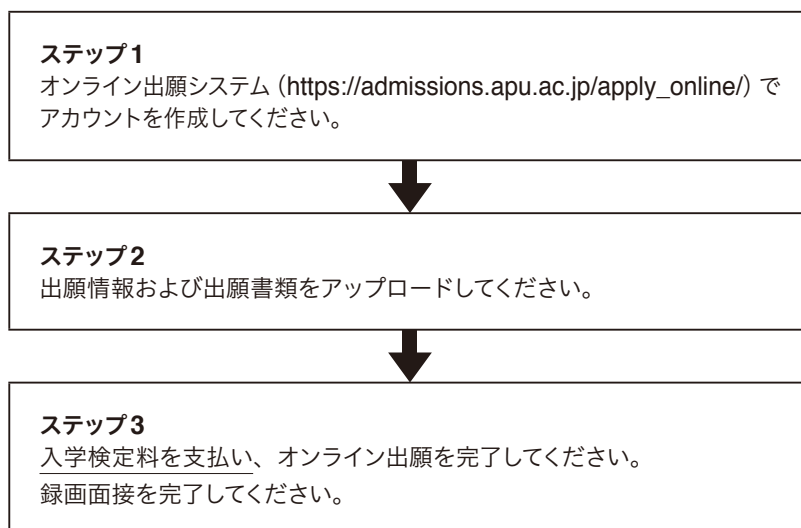 ステップ1
オンライン出願システム（https://admissions.apu.ac.jp/apply_online/）で
アカウントを作成してください。
ステップ2
出願情報および出願書類をアップロードしてください。
ステップ3
入学検定料を支払い、オンライン出願を完了してください。
録画面接を完了してください。